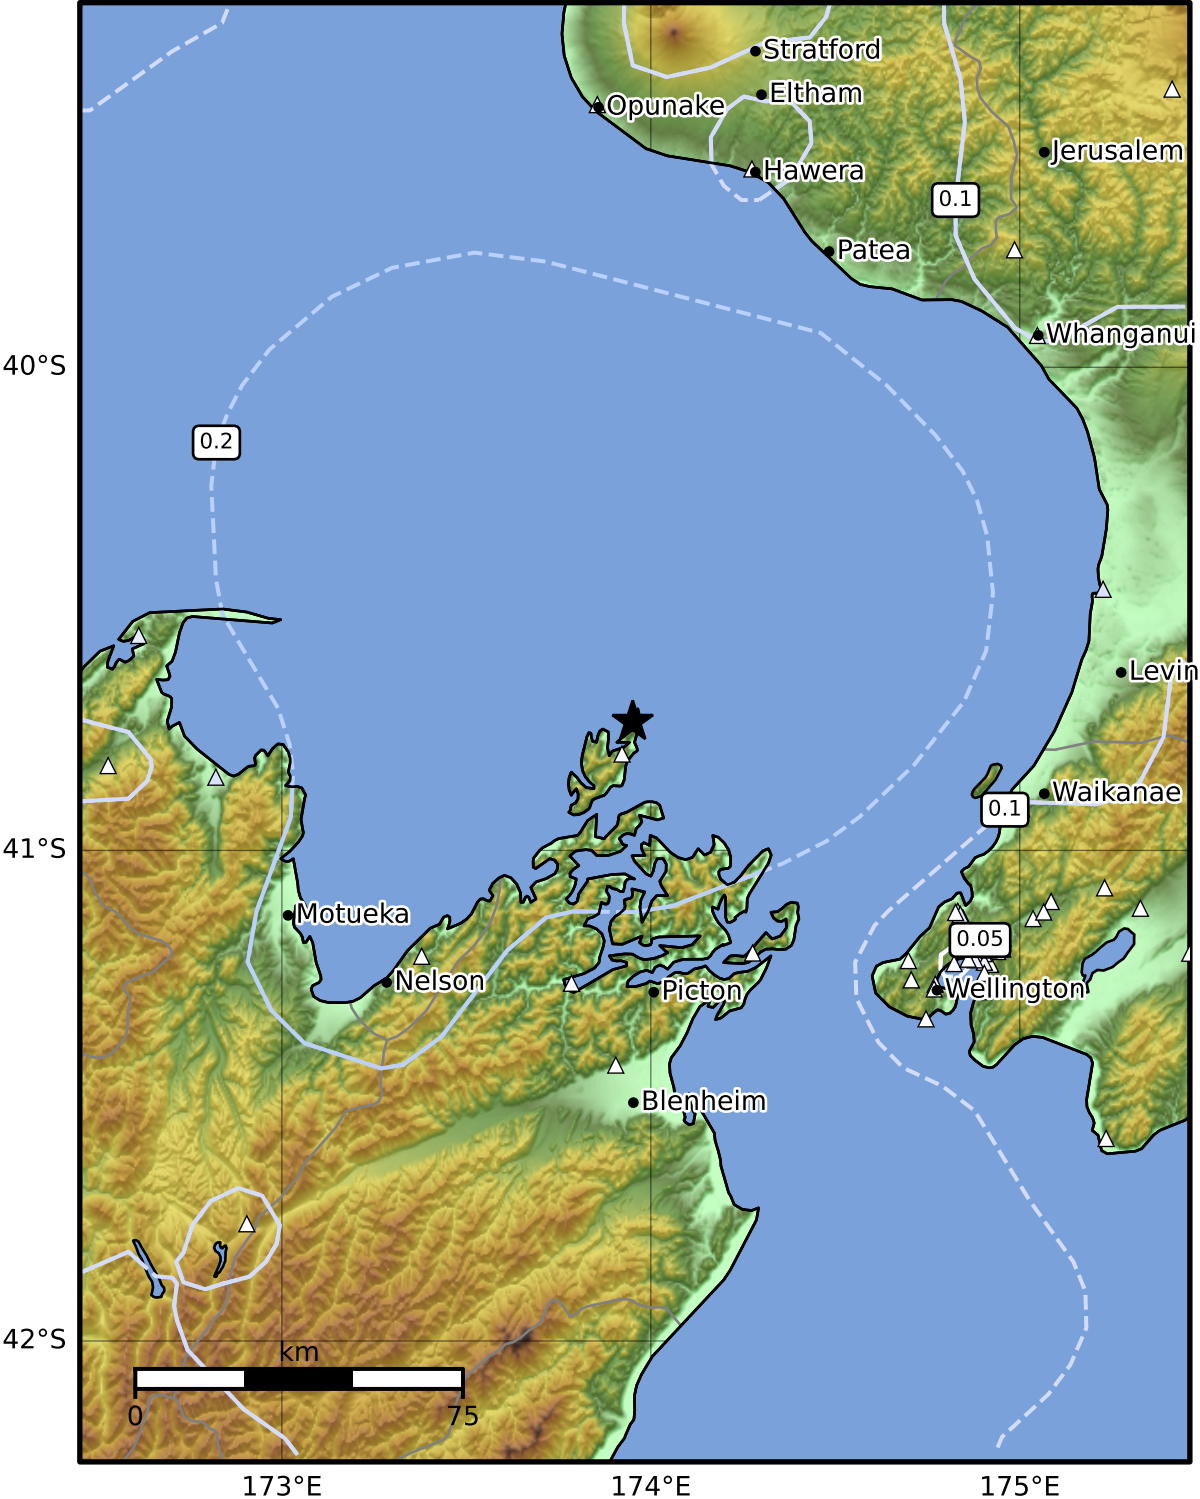 Stratford
Eltham
Opunake
Jerusalem
Hawera
0.1
Patea
Whanganui
40°S
0.2
Levin
Waikanae
0.1
41°S
Motueka
0.05
Nelson
Picton
Wellington
Blenheim
42°S
km
0 75
173°E 174°E 175°E